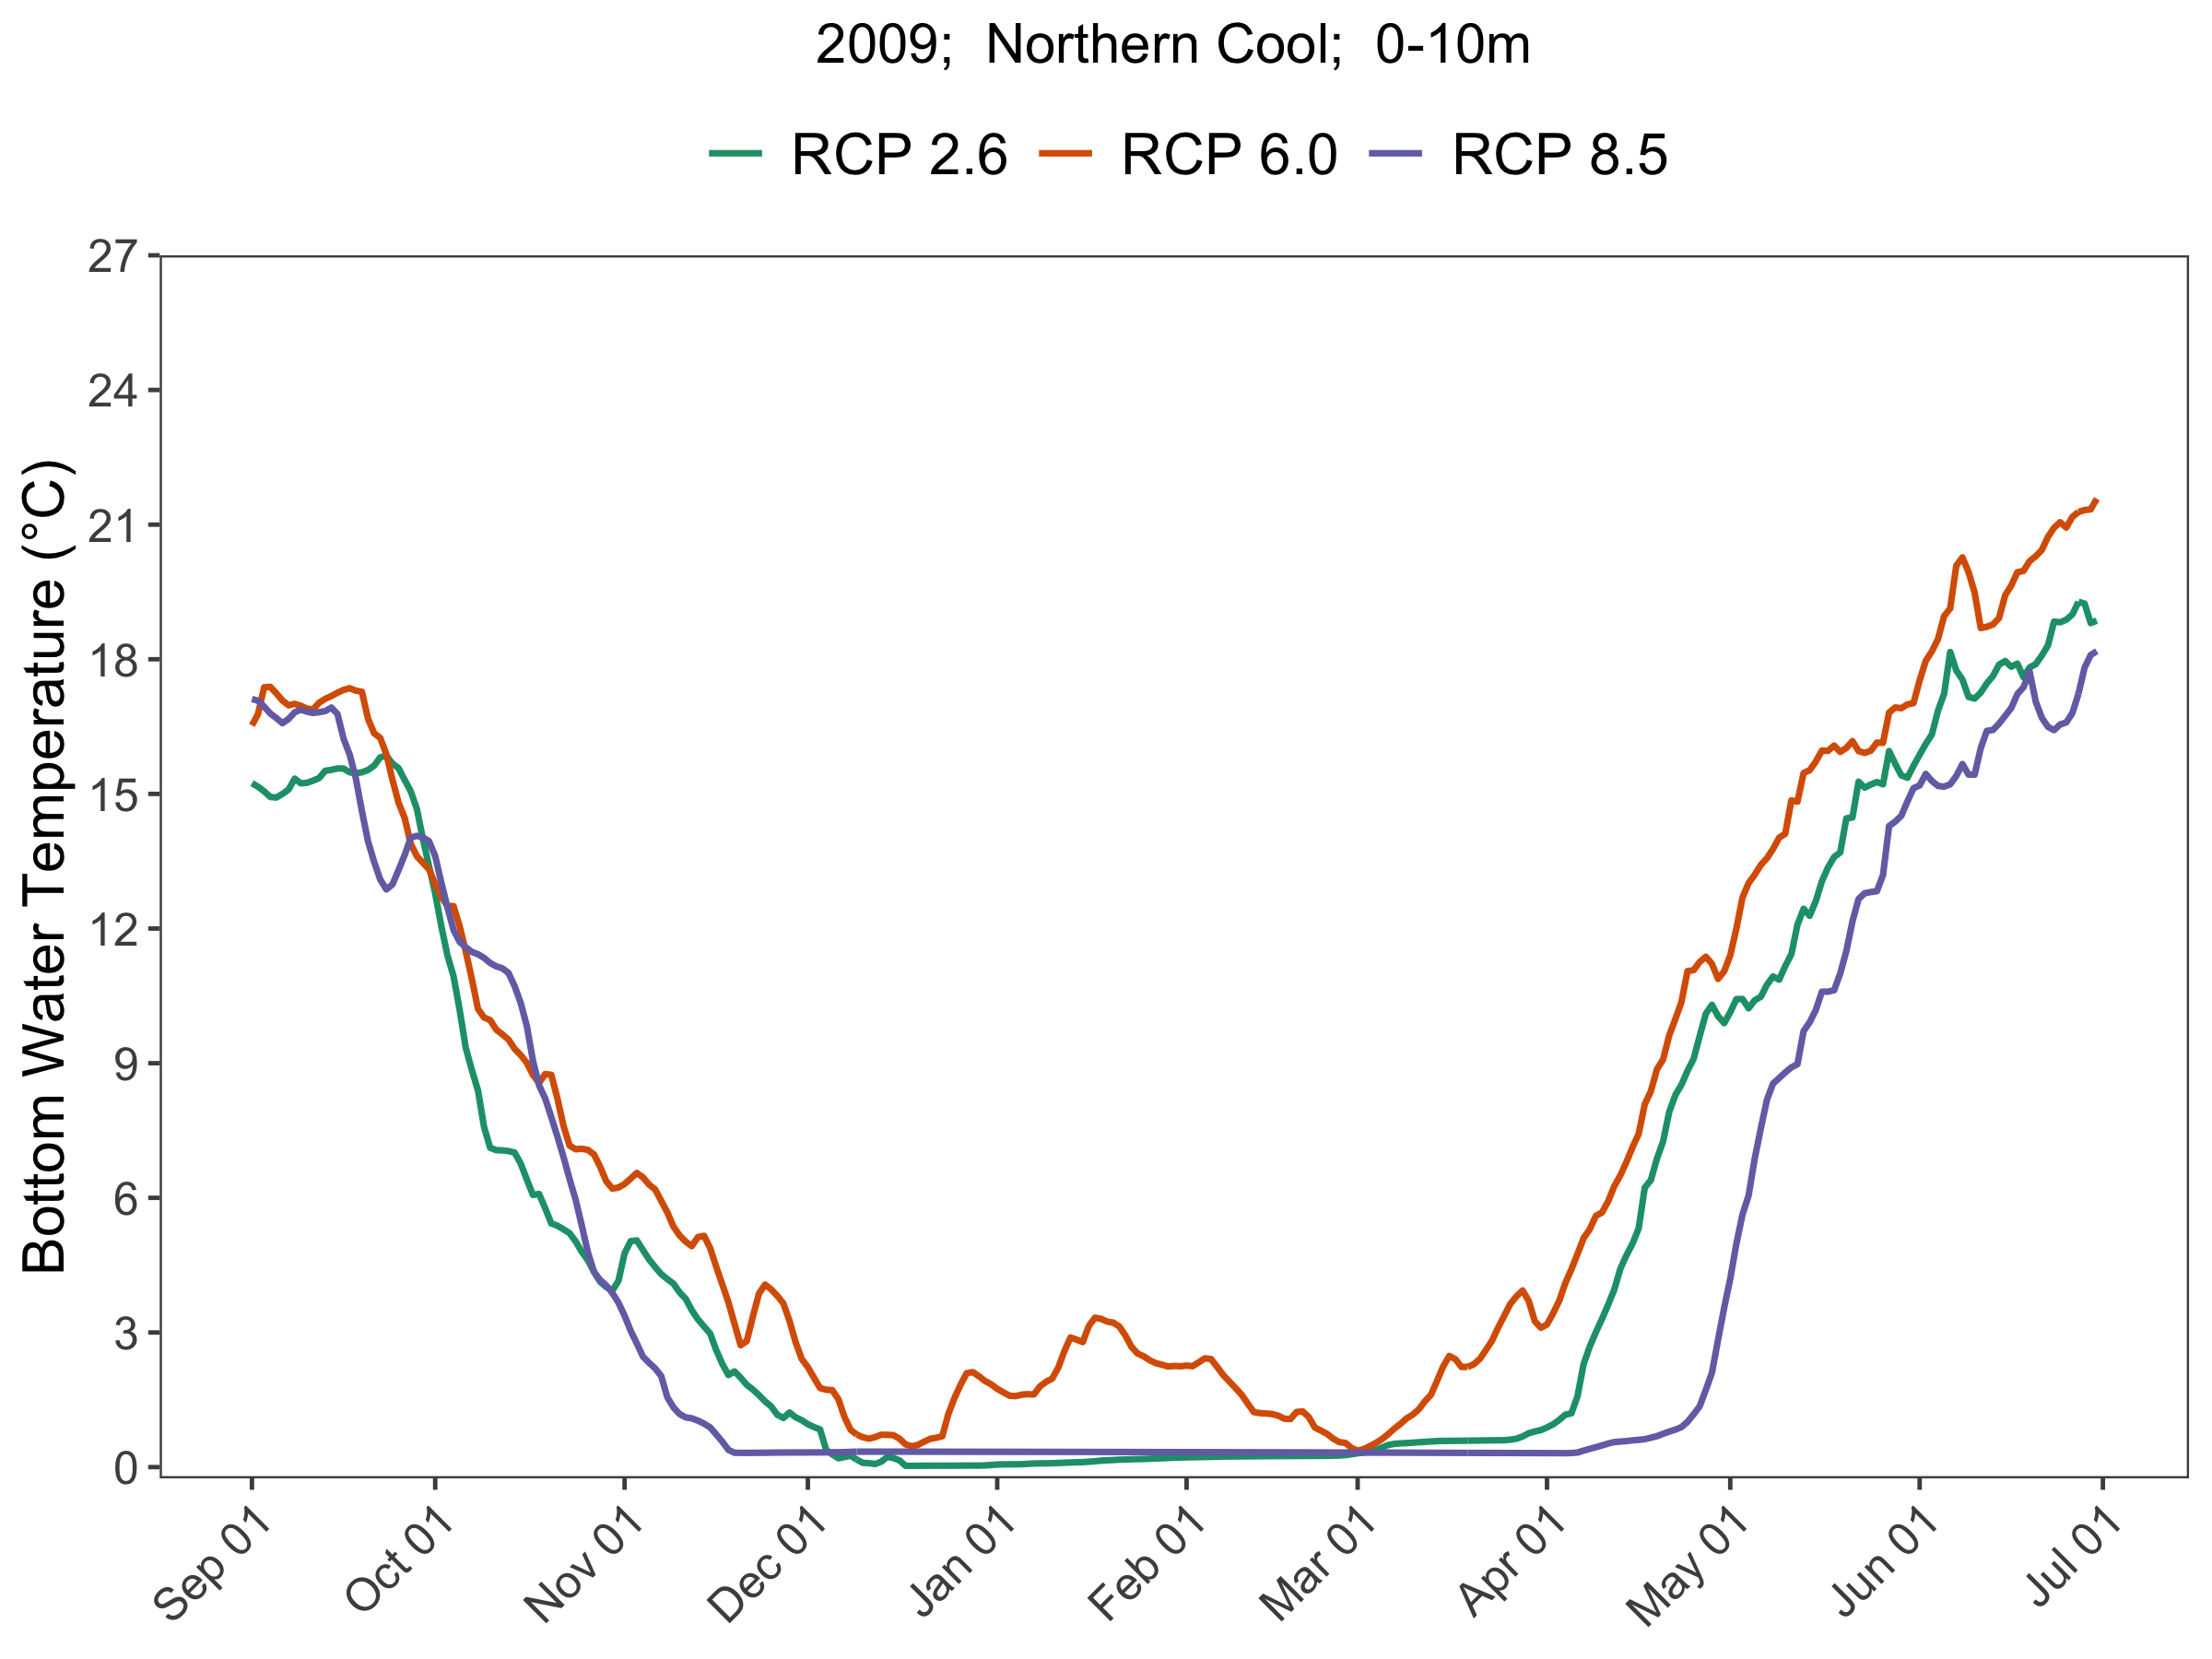 2009;  Northern Cool;  0-10m
RCP 2.6 RCP 6.0 RCP 8.5
Bottom Water Temperature (°C)
27
24
21
18
15
12
9
6
3
0
Sep 01 Oct 01 Nov 01 Dec 01 Jan 01 Feb 01 Mar 01 Apr 01 May 01 Jun 01 Jul 01